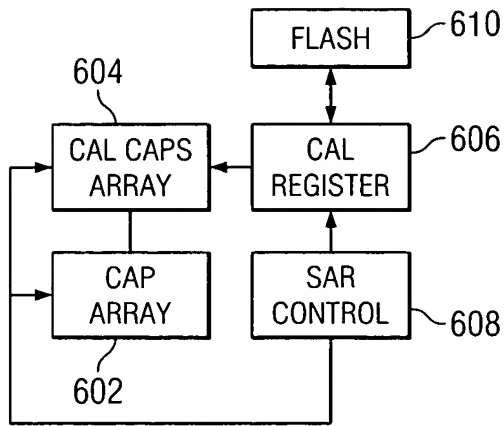 FLASH
610
604
CAL CAPS
ARRAY
CAL
REGISTER
606
CAP
ARRAY
SAR
CONTROL
608
602